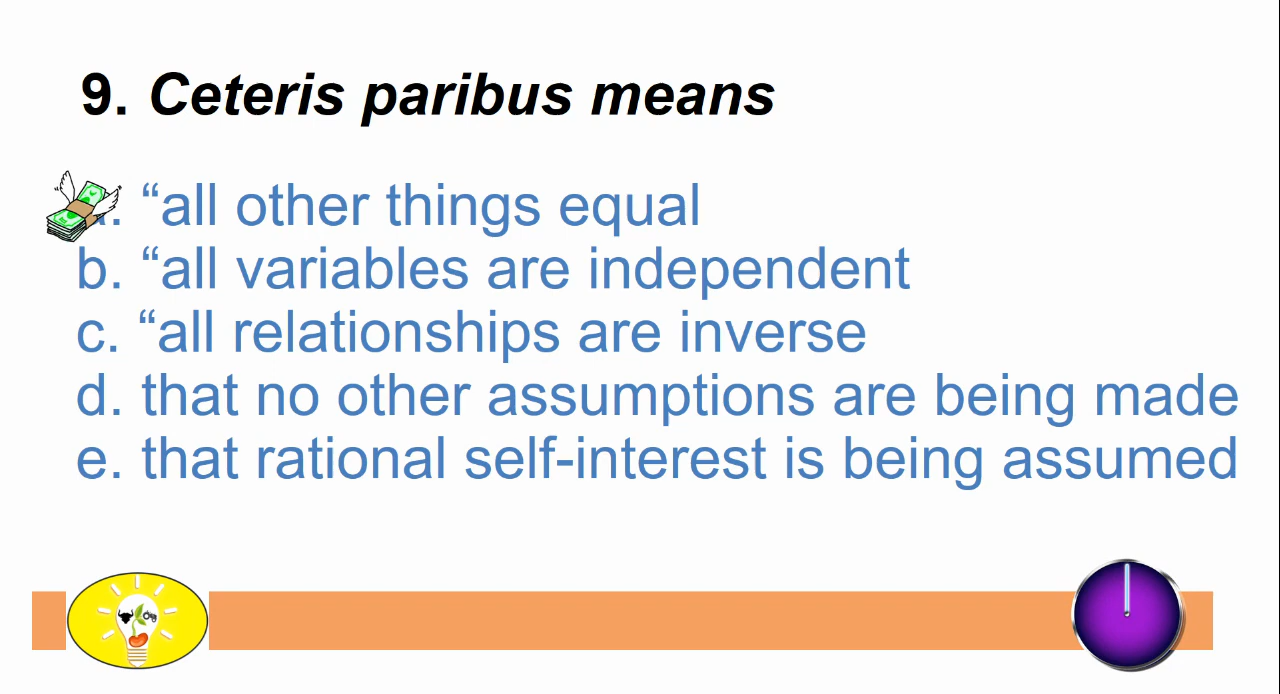 9. Ceteris paribus means
a. “all other things equal
b. “all variables are independent
c. “all relationships are inverse
d. that no other assumptions are being made
e. that rational self-interest is being assumed